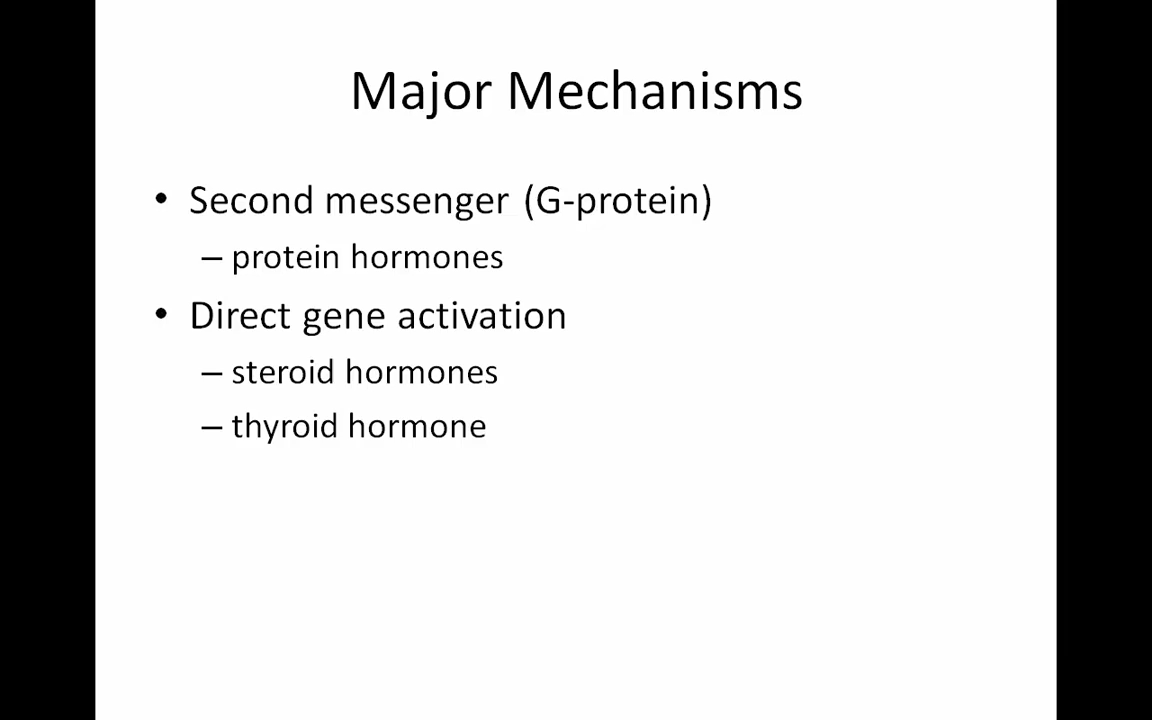 Major Mechanisms
• Second messenger (G-protein)
– protein hormones
• Direct gene activation
– steroid hormones
– thyroid hormone